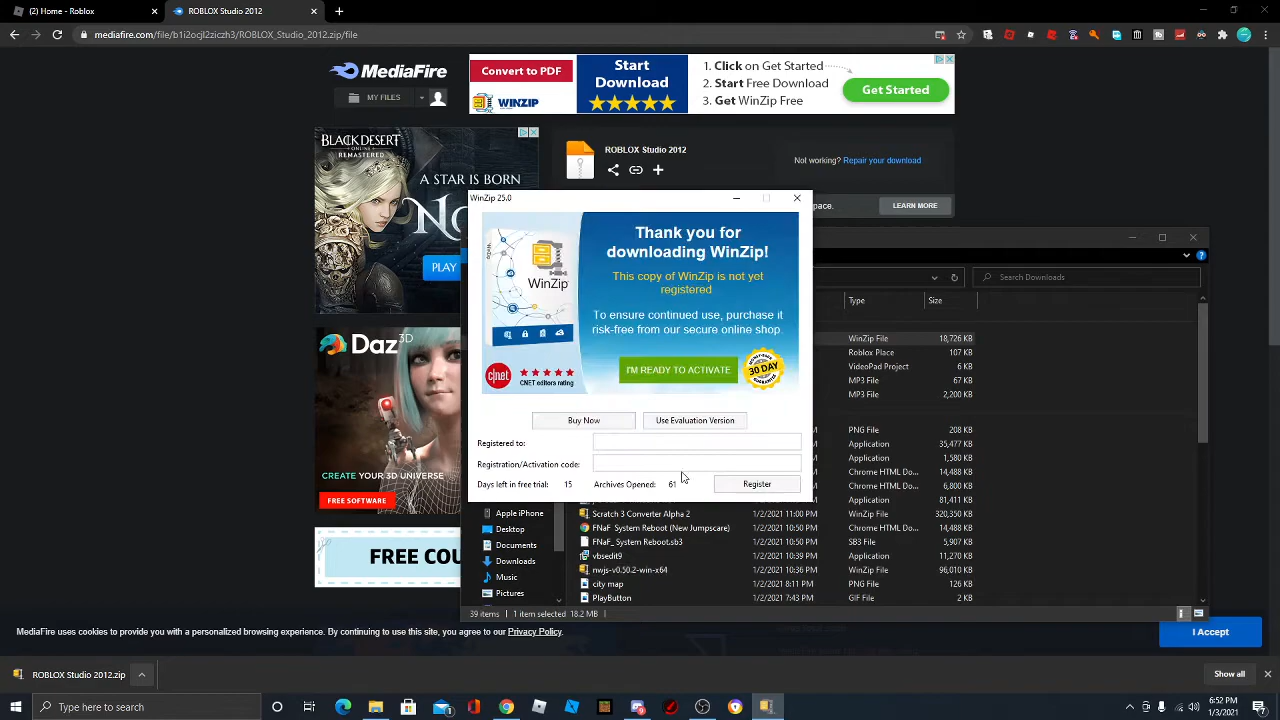 (2) Home - Roblox
ROBLOX Studio 2012
mediafire.com/file/b1i2ocjl2ziczh3/ROBLOX_Studio_2012.zip/file
MediaFire
MY FILES
Convert to PDF
WINZIP
Start
Download
1. Click on Get Started
2. Start Free Download
3. Get WinZip Free
Get Started
BLACK DESERT
ONLINE
REMASTERED
A STAR IS BORN
PLAY
ROBLOX Studio 2012
Not working? Repair your download
pace.
LEARN MORE
WinZip 25.0
Thank you for
downloading WinZip!
This copy of WinZip is not yet
registered
To ensure continued use, purchase it
risk-free from our secure online shop.
I'M READY TO ACTIVATE
30 DAY
WinZip
c|net
CNET editors rating
Buy Now
Use Evaluation Version
Registered to:
Registration/Activation code:
Days left in free trial: 15
Archives Opened: 61
Register
Daz 3D
CREATE YOUR 3D UNIVERSE
FREE SOFTWARE
FREE COU
Search Downloads
Type Size
WinZip File 18,726 KB
Roblox Place 107 KB
VideoPad Project 6 KB
MP3 File 67 KB
MP3 File 2,200 KB
PNG File 208 KB
Application 35,477 KB
Application 1,580 KB
Chrome HTML Do... 14,488 KB
Chrome HTML Do... 5,907 KB
Application 81,411 KB
Apple iPhone
Desktop
Documents
Downloads
Music
Pictures
Scratch 3 Converter Alpha 2 1/2/2021 11:00 PM WinZip File 320,350 KB
FNaF_ System Reboot (New Jumpscare) 1/2/2021 10:50 PM Chrome HTML Do... 14,488 KB
FNAF_ System Reboot.sb3 1/2/2021 10:50 PM SB3 File 5,907 KB
vbsedit9 1/2/2021 10:39 PM Application 11,270 KB
nwjs-v0.50.2-win-x64 1/2/2021 10:36 PM WinZip File 96,010 KB
city map 1/2/2021 8:11 PM PNG File 126 KB
PlayButton 1/2/2021 7:43 PM GIF File 2 KB
39 items 1 item selected 18.2 MB
MediaFire uses cookies to provide you with a personalized browsing experience. By continuing to use this site, you agree to our Privacy Policy.
I Accept
ROBLOX Studio 2012.zip
Show all
Type here to search
6:52 PM
1/3/2021